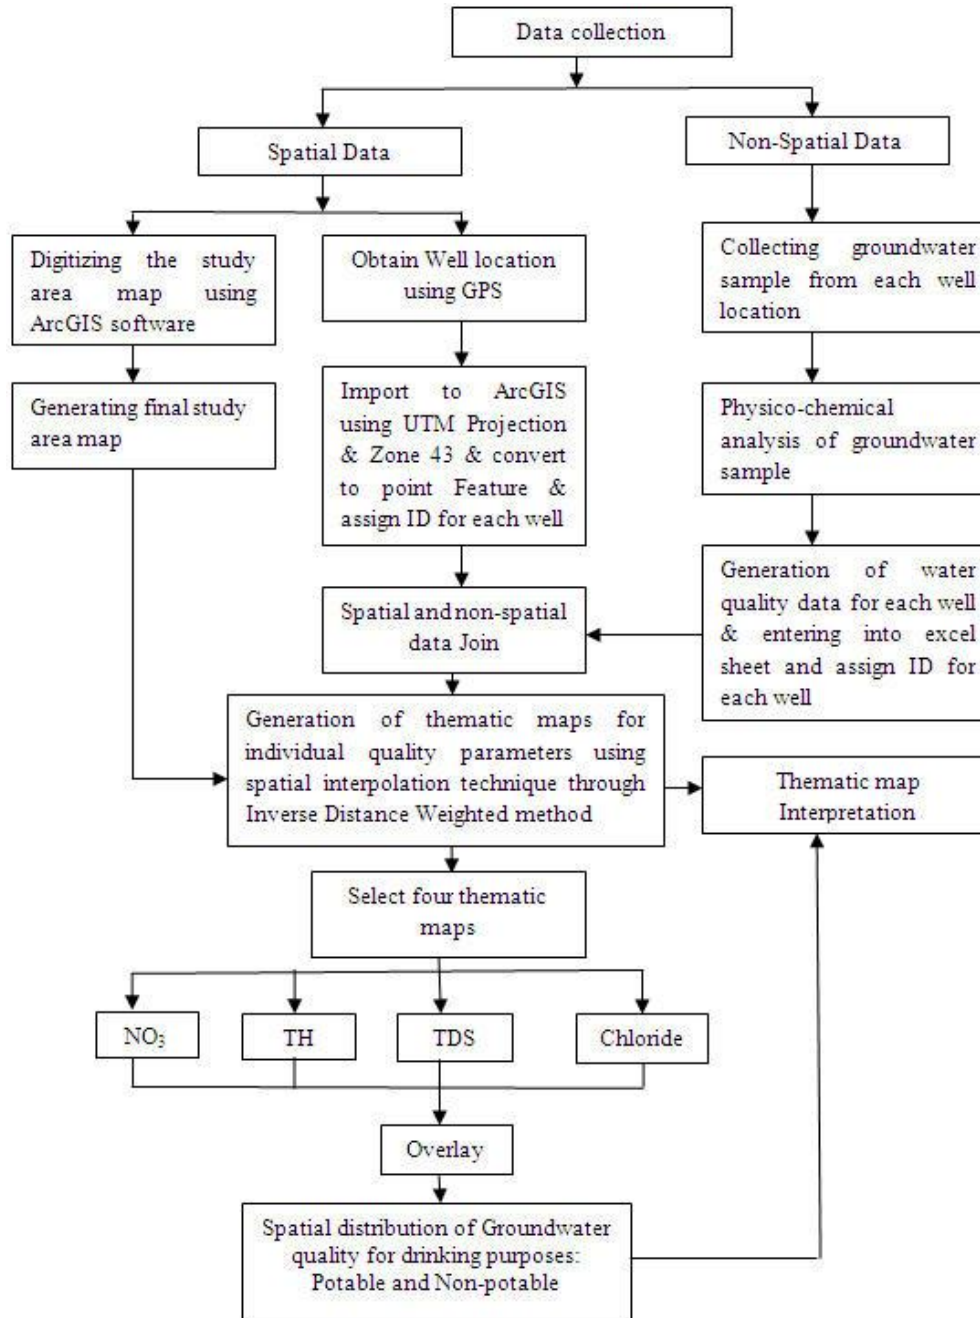 Data collection
Spatial Data
Non-Spatial Data
Digitizing the study
area map using
ArcGIS software
Obtain Well location
using GPS
Collecting groundwater
sample from each well
location
Generating final study
area map
Import to ArcGIS
using UTM Projection
& Zone 43 & convert
to point Feature &
assign ID for each well
Physico-chemical
analysis of groundwater
sample
Spatial and non-spatial
data Join
Generation of water
quality data for each well
& entering into excel
sheet and assign ID for
each well
Generation of thematic maps for
individual quality parameters using
spatial interpolation technique through
Inverse Distance Weighted method
Thematic map
Interpretation
Select four thematic
maps
NO₃
TH
TDS
Chloride
Overlay
Spatial distribution of Groundwater
quality for drinking purposes:
Potable and Non-potable